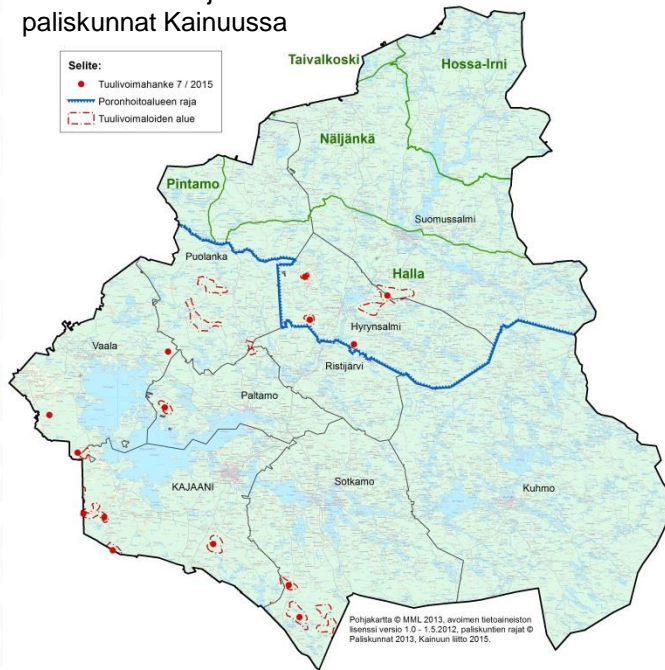 paliskunnat Kainuussa
Selite:
Tuulivoimahanke 7 / 2015
Poronhoitoalueen raja
Tuulivoimaloiden alue
Taivalkoski
Hossa-Irni
Näljänkä
Pintamo
Suomussalmi
Puolanka
Halla
Hyrynsalmi
Vaala
Ristijärvi
Paltamo
KAJAANI
Sotkamo
Kuhmo
Pohjakartta © MML 2013, avoimen tietoaineiston
lisenssi versio 1.0 - 1.5.2012, paliskuntien rajat ©
Paliskunnat 2013, Kainuun liitto 2015.